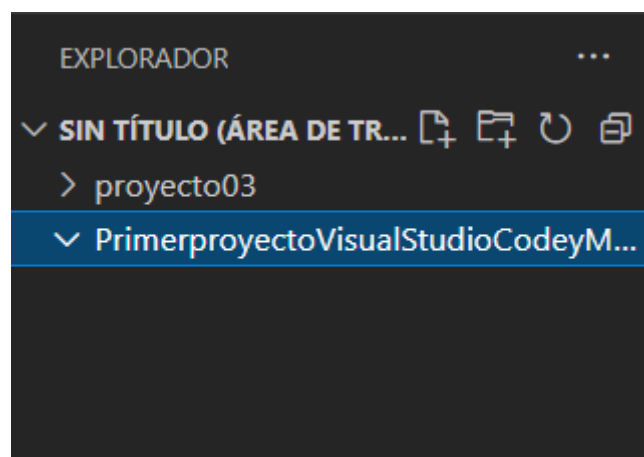 EXPLORADOR
SIN TÍTULO (ÁREA DE TR...
proyecto03
PrimerproyectoVisualStudioCodeyM...